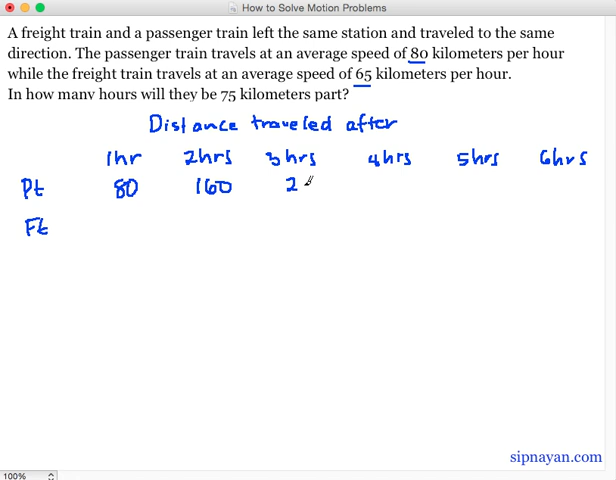 How to Solve Motion Problems
A freight train and a passenger train left the same station and traveled to the same
direction. The passenger train travels at an average speed of 80 kilometers per hour
while the freight train travels at an average speed of 65 kilometers per hour.
In how many hours will they be 75 kilometers part?
Distance traveled after
1hr 2hrs 3hrs 4hrs 5hrs 6hrs
Pt 80 160 2
Ft
sipnayan.com
100%